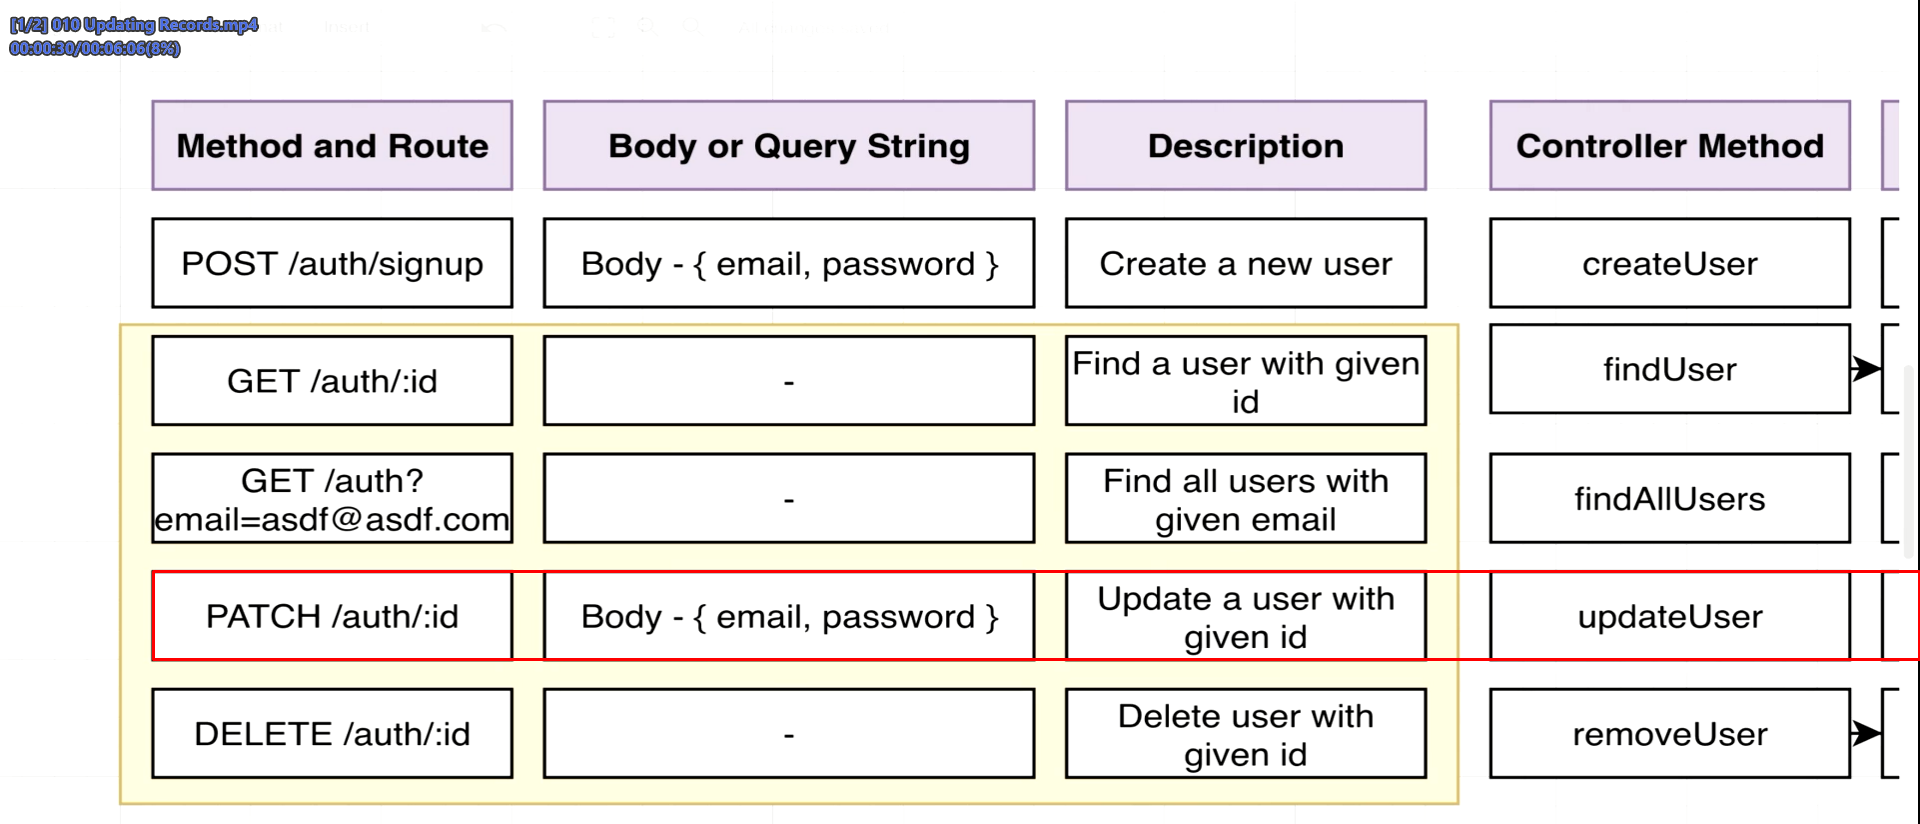 [1/2] 010 Updating Records.mp4
00:00:30/00:06:06(8%)
Method and Route
Body or Query String
Description
Controller Method
POST /auth/signup
Body - { email, password }
Create a new user
createUser
GET /auth/:id
-
Find a user with given
id
findUser
GET /auth?
email=asdf@asdf.com
-
Find all users with
given email
findAllUsers
PATCH /auth/:id
Body - { email, password }
Update a user with
given id
updateUser
DELETE /auth/:id
-
Delete user with
given id
removeUser